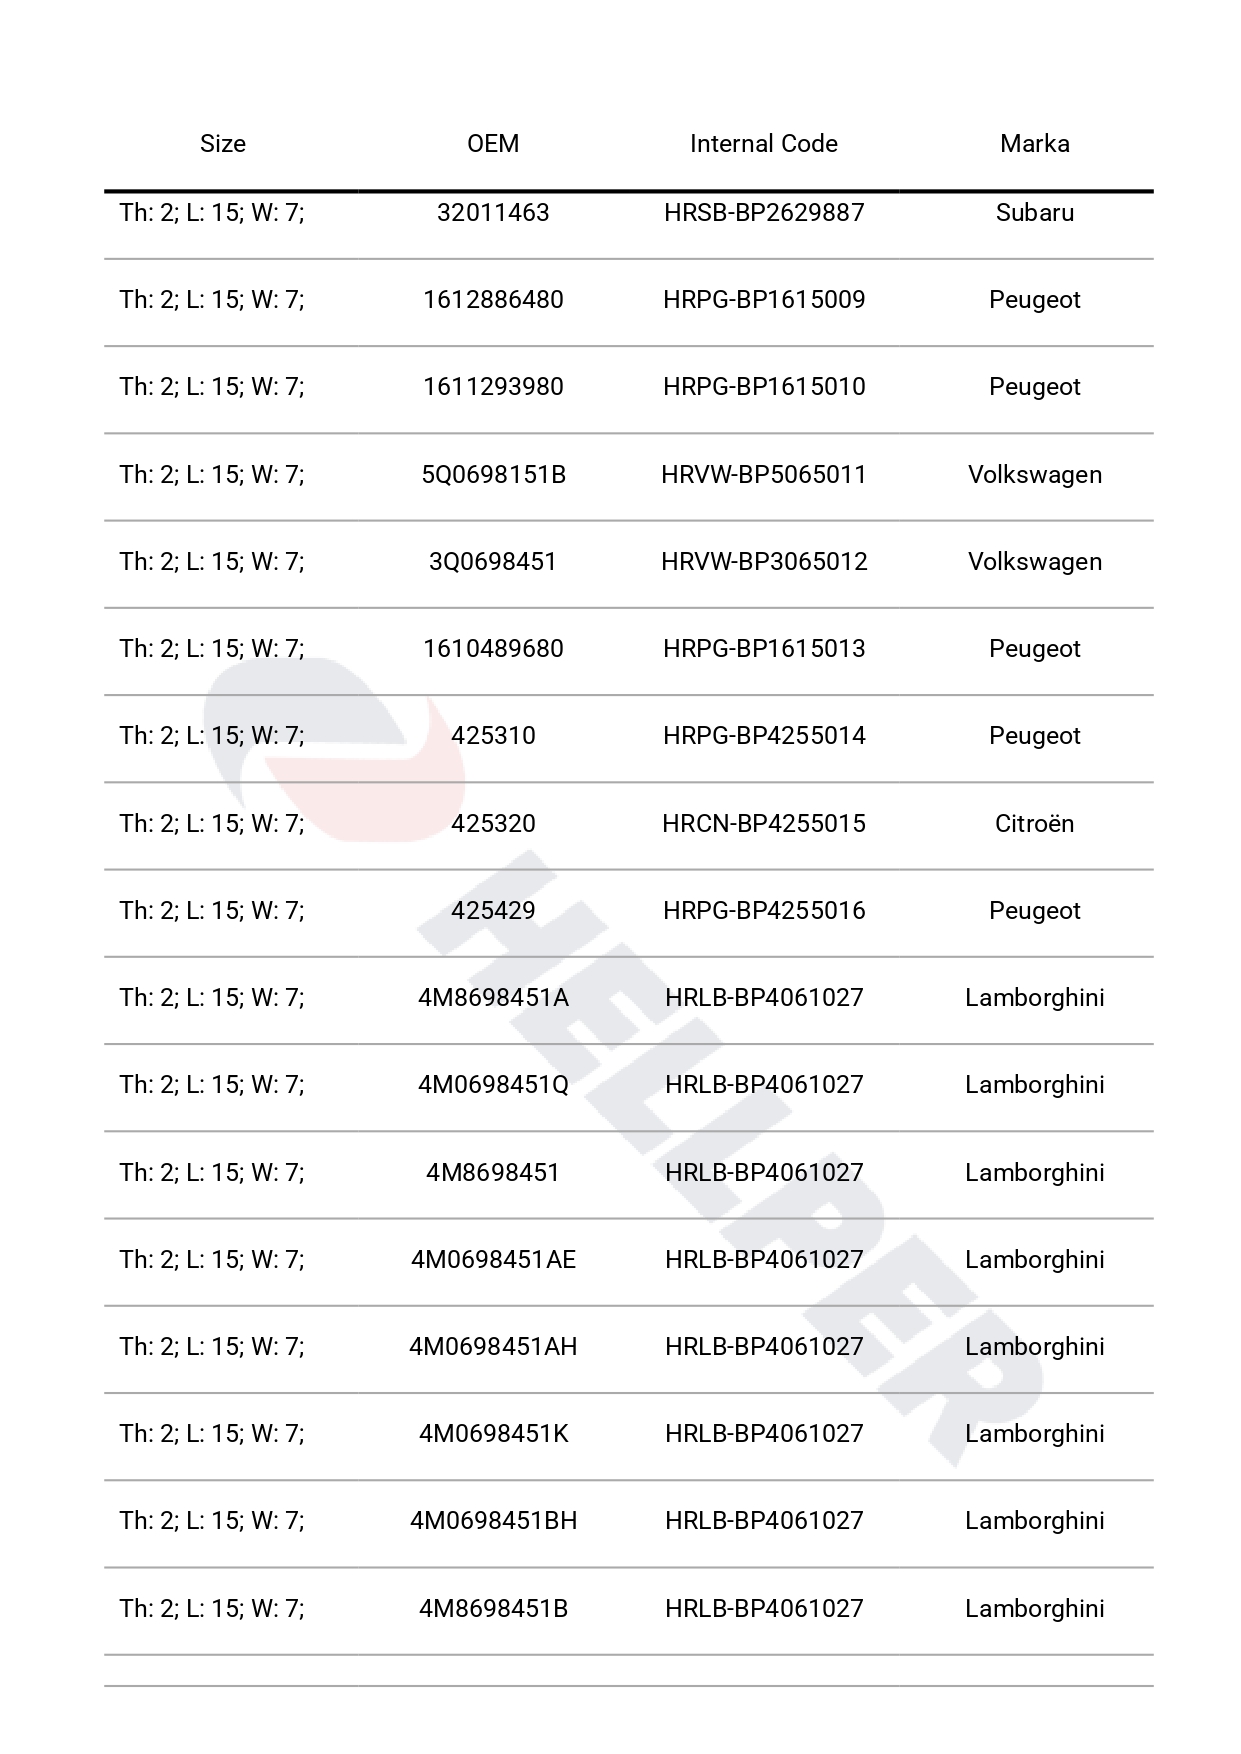 Size OEM Internal Code Marka
Th: 2; L: 15; W: 7; 32011463 HRSB-BP2629887 Subaru
Th: 2; L: 15; W: 7; 1612886480 HRPG-BP1615009 Peugeot
Th: 2; L: 15; W: 7; 1611293980 HRPG-BP1615010 Peugeot
Th: 2; L: 15; W: 7; 5Q0698151B HRVW-BP5065011 Volkswagen
Th: 2; L: 15; W: 7; 3Q0698451 HRVW-BP3065012 Volkswagen
Th: 2; L: 15; W: 7; 1610489680 HRPG-BP1615013 Peugeot
Th: 2; L: 15; W: 7; 425310 HRPG-BP4255014 Peugeot
Th: 2; L: 15; W: 7; 425320 HRCN-BP4255015 Citroën
Th: 2; L: 15; W: 7; 425429 HRPG-BP4255016 Peugeot
Th: 2; L: 15; W: 7; 4M8698451A HRLB-BP4061027 Lamborghini
Th: 2; L: 15; W: 7; 4M0698451Q HRLB-BP4061027 Lamborghini
Th: 2; L: 15; W: 7; 4M8698451 HRLB-BP4061027 Lamborghini
Th: 2; L: 15; W: 7; 4M0698451AE HRLB-BP4061027 Lamborghini
Th: 2; L: 15; W: 7; 4M0698451AH HRLB-BP4061027 Lamborghini
Th: 2; L: 15; W: 7; 4M0698451K HRLB-BP4061027 Lamborghini
Th: 2; L: 15; W: 7; 4M0698451BH HRLB-BP4061027 Lamborghini
Th: 2; L: 15; W: 7; 4M8698451B HRLB-BP4061027 Lamborghini
HELLPER